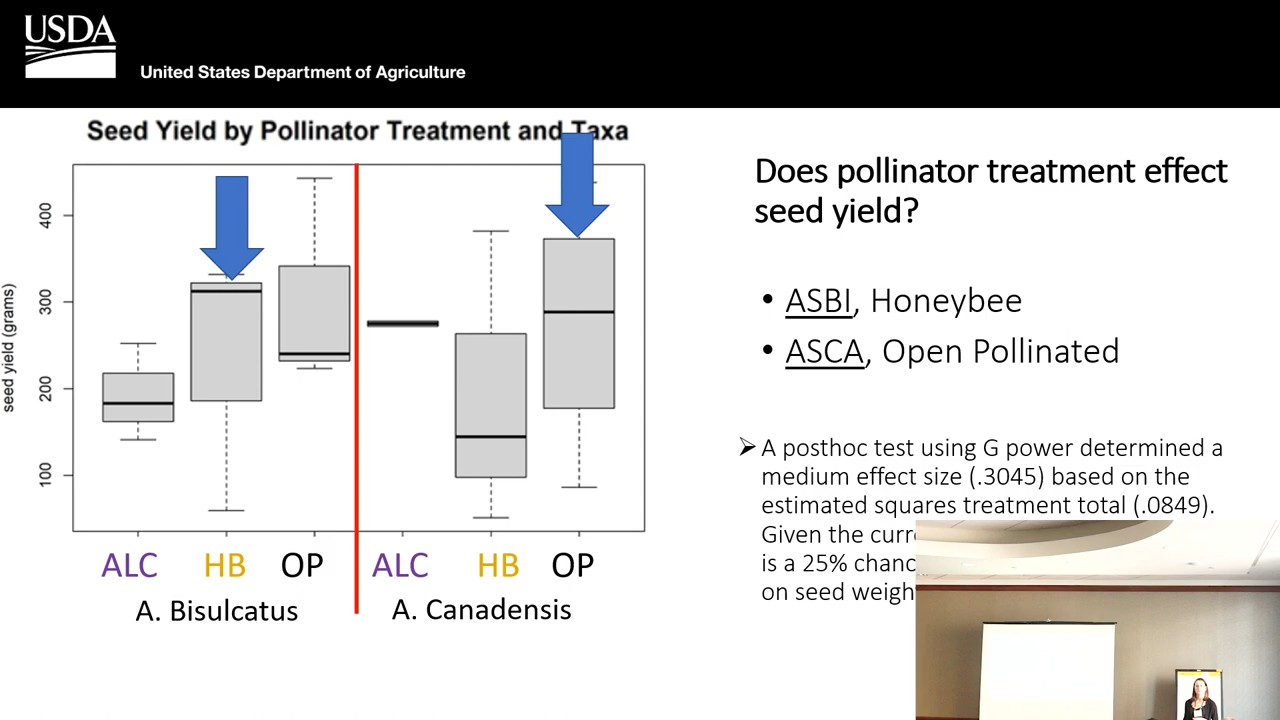 USDA
United States Department of Agriculture
Seed Yield by Pollinator Treatment and Taxa
seed yield (grams)
400
300
200
100
ALC HB OP ALC HB OP
A. Bisulcatus A. Canadensis
Does pollinator treatment effect
seed yield?
• ASBI, Honeybee
• ASCA, Open Pollinated
➢ A posthoc test using G power determined a
medium effect size (.3045) based on the
estimated squares treatment total (.0849).
Given the curr
is a 25% chanc
on seed weigh